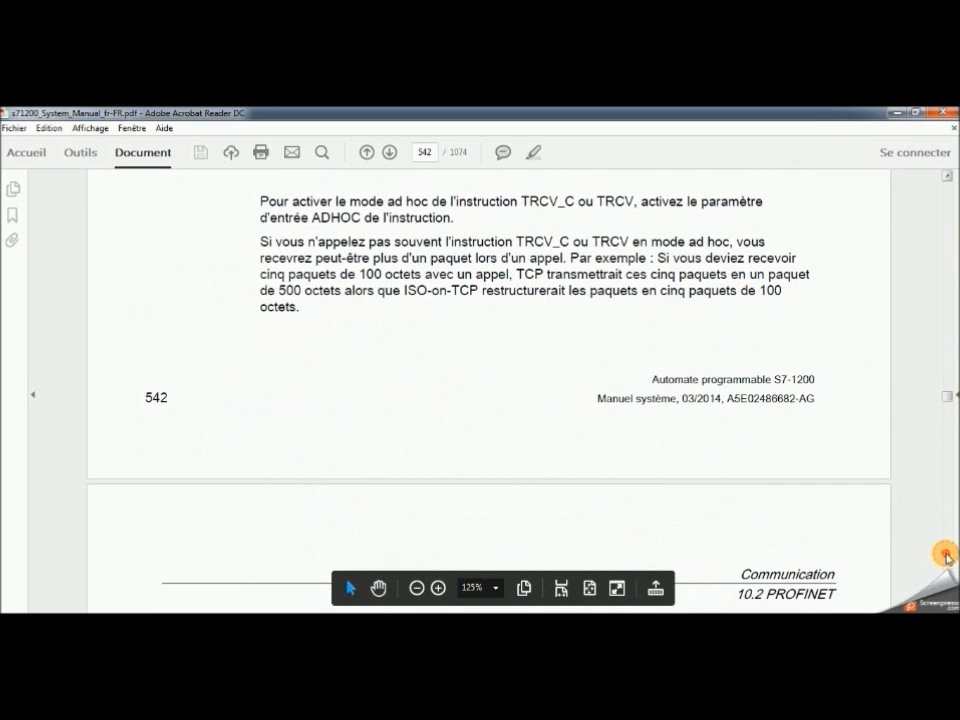 s71200_System_Manual_fr-FR.pdf - Adobe Acrobat Reader DC
Fichier Edition Affichage Fenêtre Aide
Accueil Outils Document 542 / 1074 Se connecter
Pour activer le mode ad hoc de l'instruction TRCV_C ou TRCV, activez le paramètre
d'entrée ADHOC de l'instruction.
Si vous n'appelez pas souvent l'instruction TRCV_C ou TRCV en mode ad hoc, vous
recevrez peut-être plus d'un paquet lors d'un appel. Par exemple : Si vous deviez recevoir
cinq paquets de 100 octets avec un appel, TCP transmettrait ces cinq paquets en un paquet
de 500 octets alors que ISO-on-TCP restructurerait les paquets en cinq paquets de 100
octets.
Automate programmable S7-1200
542 Manuel système, 03/2014, A5E02486682-AG
Communication
125%
10.2 PROFINET